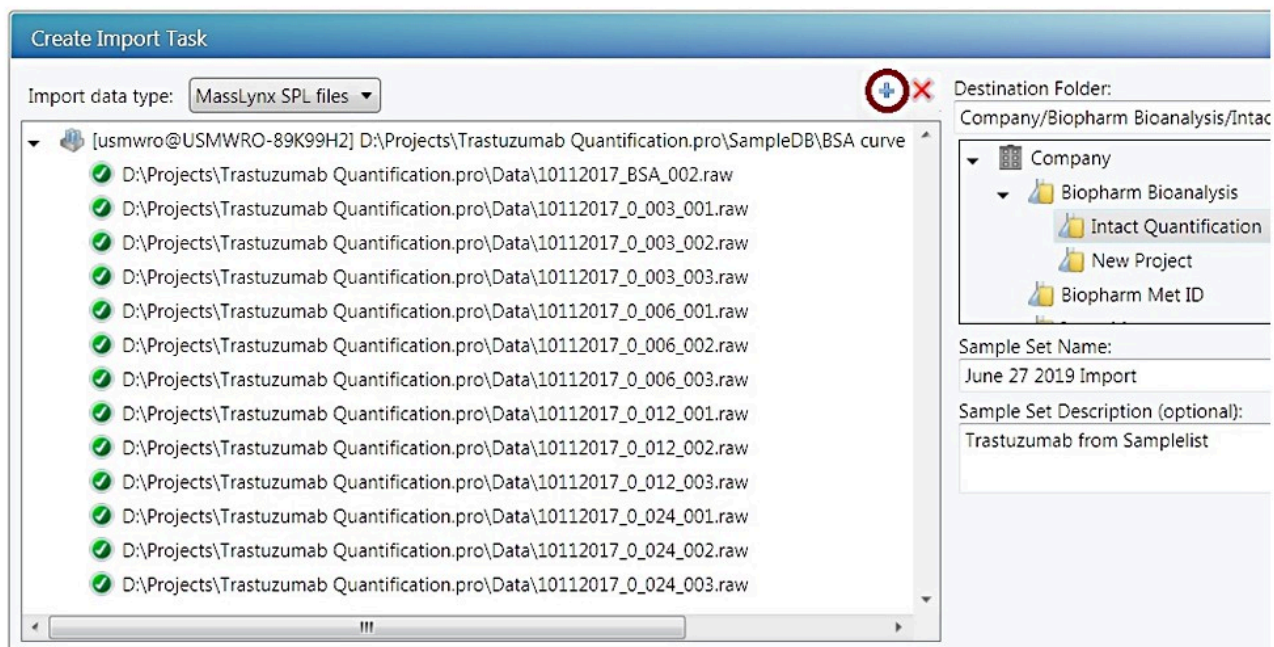 Create Import Task
Import data type: MassLynx SPL files
[usmwro@USMWRO-89K99H2] D:\Projects\Trastuzumab Quantification.pro\SampleDB\BSA curve
D:\Projects\Trastuzumab Quantification.pro\Data\10112017_BSA_002.raw
D:\Projects\Trastuzumab Quantification.pro\Data\10112017_0_003_001.raw
D:\Projects\Trastuzumab Quantification.pro\Data\10112017_0_003_002.raw
D:\Projects\Trastuzumab Quantification.pro\Data\10112017_0_003_003.raw
D:\Projects\Trastuzumab Quantification.pro\Data\10112017_0_006_001.raw
D:\Projects\Trastuzumab Quantification.pro\Data\10112017_0_006_002.raw
D:\Projects\Trastuzumab Quantification.pro\Data\10112017_0_006_003.raw
D:\Projects\Trastuzumab Quantification.pro\Data\10112017_0_012_001.raw
D:\Projects\Trastuzumab Quantification.pro\Data\10112017_0_012_002.raw
D:\Projects\Trastuzumab Quantification.pro\Data\10112017_0_012_003.raw
D:\Projects\Trastuzumab Quantification.pro\Data\10112017_0_024_001.raw
D:\Projects\Trastuzumab Quantification.pro\Data\10112017_0_024_002.raw
D:\Projects\Trastuzumab Quantification.pro\Data\10112017_0_024_003.raw
Destination Folder:
Company/Biopharm Bioanalysis/Intac
Company
Biopharm Bioanalysis
Intact Quantification
New Project
Biopharm Met ID
Sample Set Name:
June 27 2019 Import
Sample Set Description (optional):
Trastuzumab from Samplelist